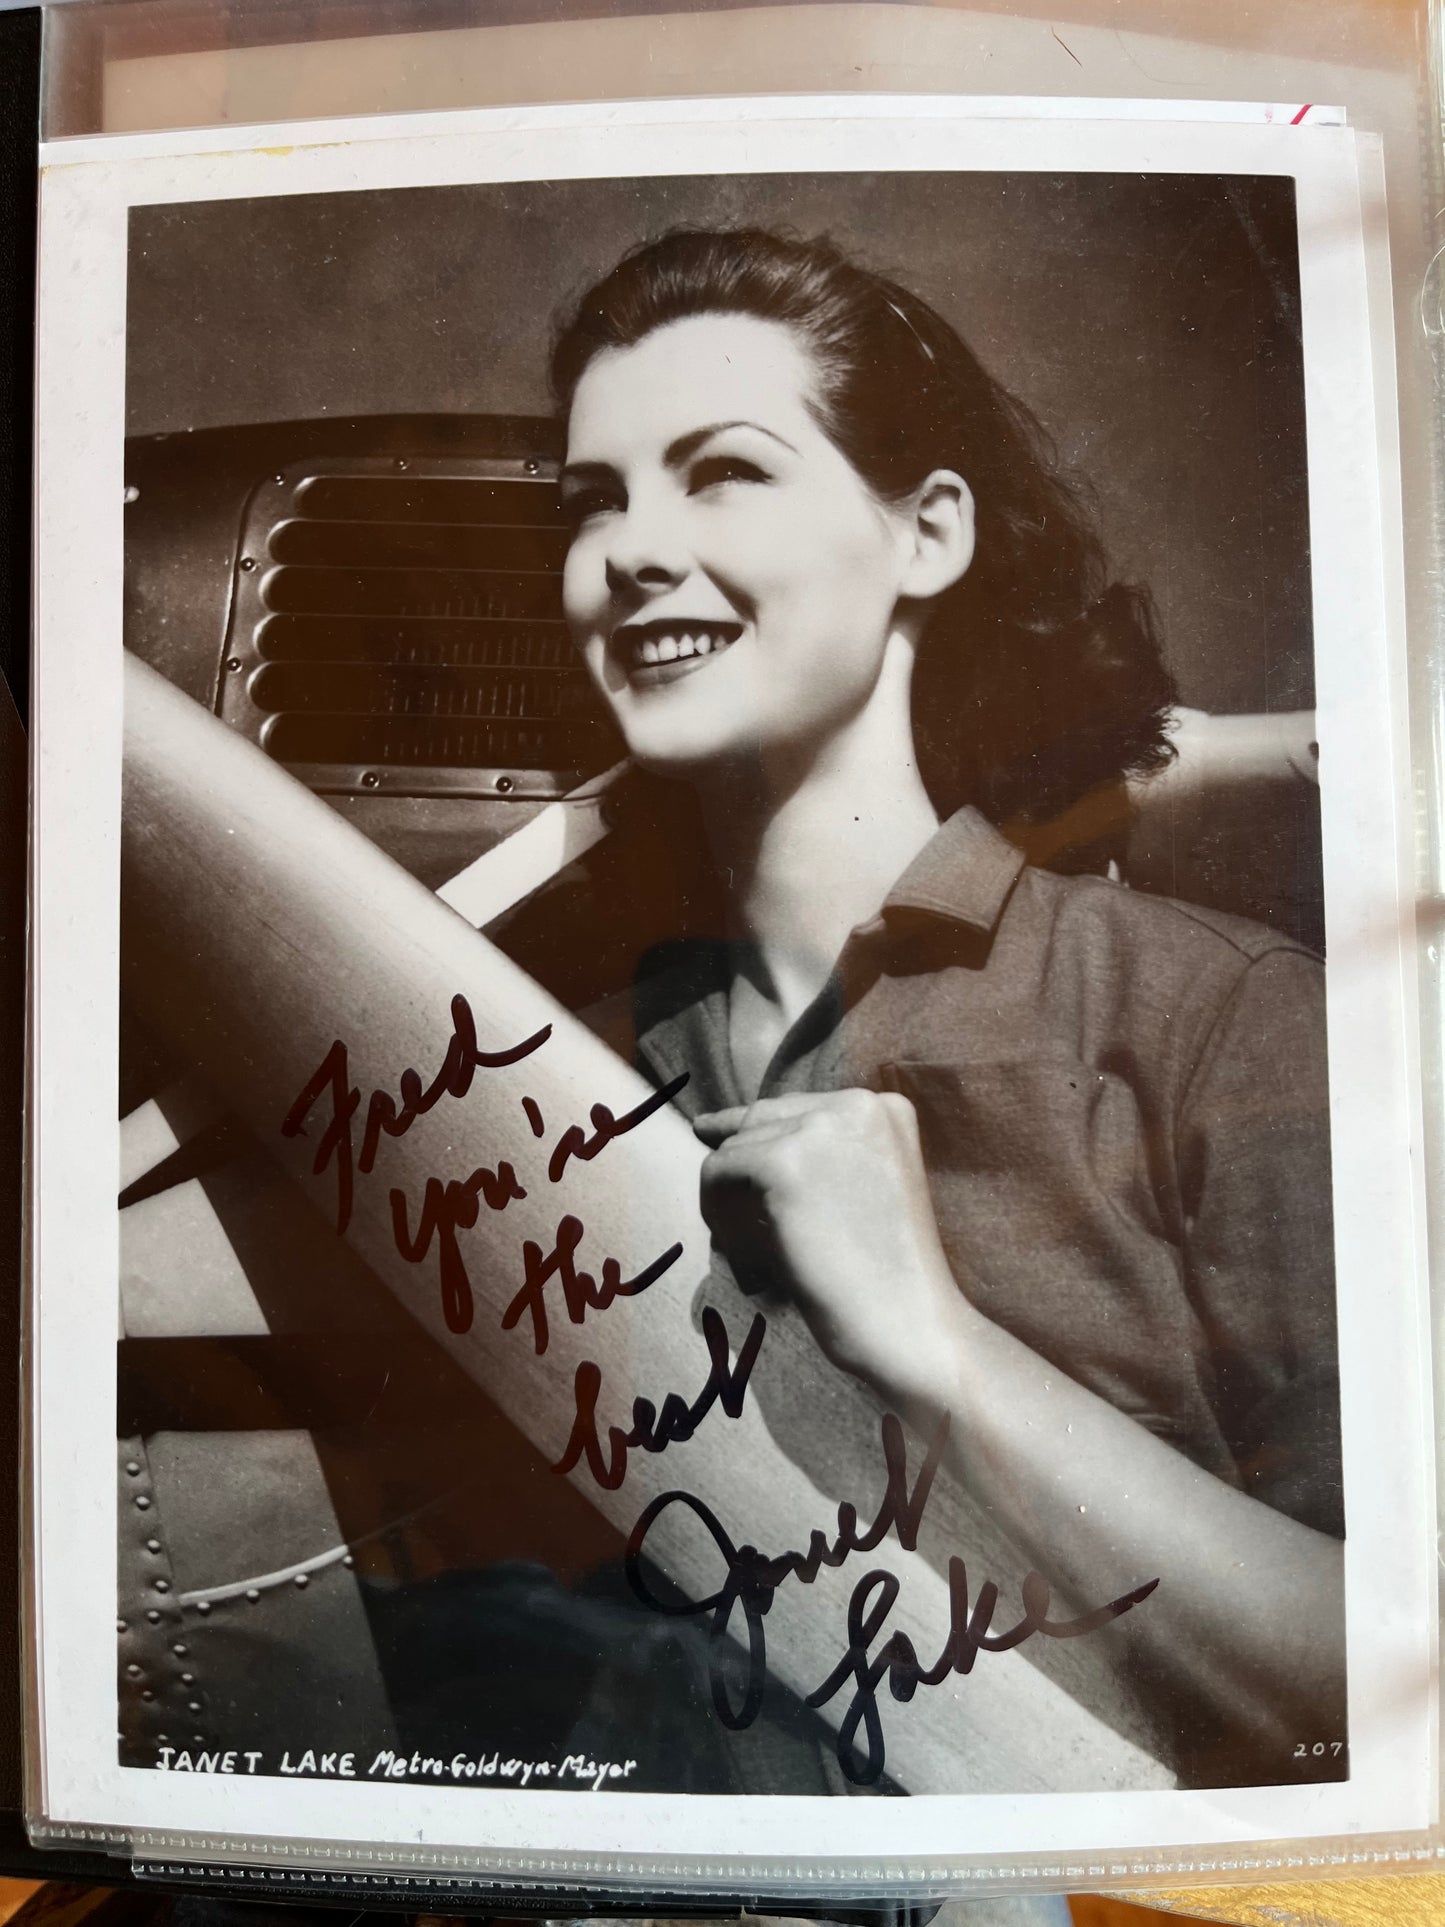 Fred
you're
the
best
Janet
Lake
JANET LAKE Metro-Goldwyn-Mayer
207